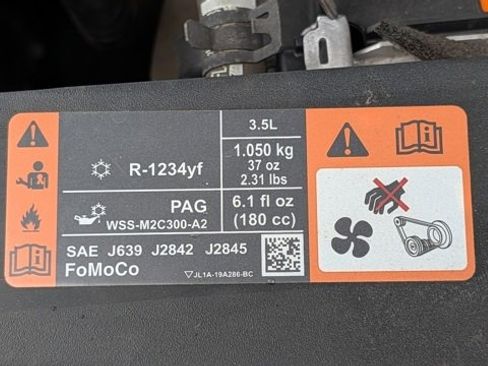 3.5L
R-1234yf
1.050 kg
37 oz
2.31 lbs
PAG
WSS-M2C300-A2
6.1 fl oz
(180 cc)
SAE J639 J2842 J2845
FoMoCo
JL1A-19A286-BC